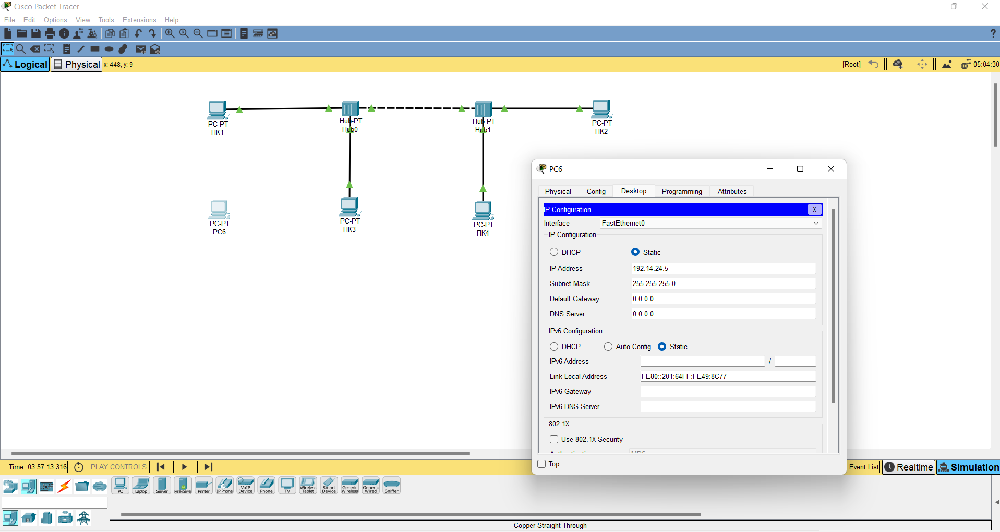 Cisco Packet Tracer
File Edit Options View Tools Extensions Help
?
Logical Physical x: 448, y: 9 [Root] 05:04:30
PC-PT
ПК1
Hub-PT
Hub0
Hub-PT
Hub1
PC-PT
ПК2
PC-PT
PC6
PC-PT
ПК3
PC-PT
ПК4
PC6
Physical Config Desktop Programming Attributes
IP Configuration X
Interface FastEthernet0
IP Configuration
DHCP Static
IP Address 192.14.24.5
Subnet Mask 255.255.255.0
Default Gateway 0.0.0.0
DNS Server 0.0.0.0
IPv6 Configuration
DHCP Auto Config Static
IPv6 Address /
Link Local Address FE80::201:64FF:FE49:8C77
IPv6 Gateway
IPv6 DNS Server
802.1X
Use 802.1X Security
Top
Time: 03:57:13.316 PLAY CONTROLS: Event List Realtime Simulation
PC
Laptop
Server
Meraki Server
Printer
IP Phone
VoIP Device
Phone
TV
Wireless Tablet
Smart Device
Generic Wireless
Generic Wired
Sniffer
Copper Straight-Through